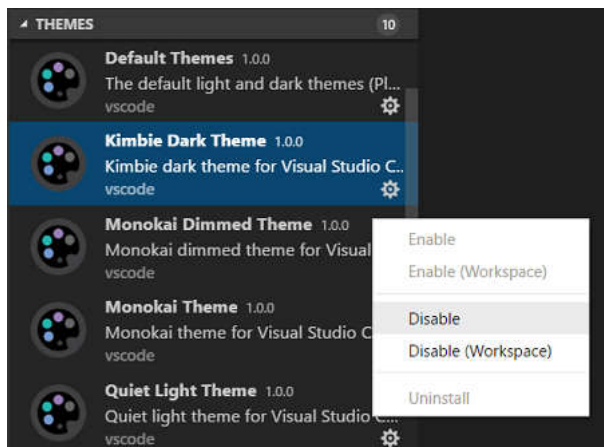 THEMES 10
Default Themes 1.0.0
The default light and dark themes (Pl...
vscode
Kimbie Dark Theme 1.0.0
Kimbie dark theme for Visual Studio C..
vscode
Monokai Dimmed Theme 1.0.0
Monokai dimmed theme for Visual
vscode
Monokai Theme 1.0.0
Monokai theme for Visual Studio C
vscode
Quiet Light Theme 1.0.0
Quiet light theme for Visual Studio C...
vscode
Enable
Enable (Workspace)
Disable
Disable (Workspace)
Uninstall